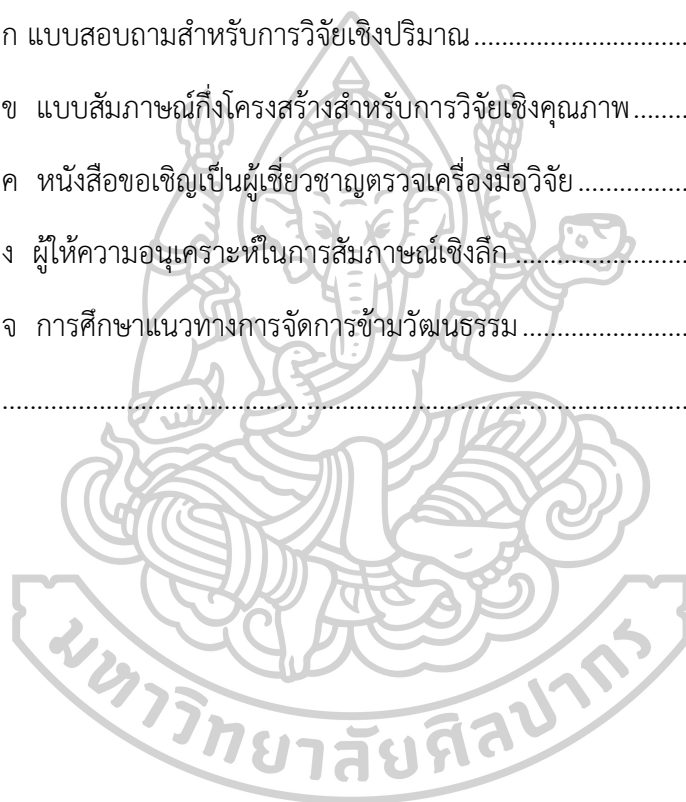 ก แบบสอบถามสำหรับการวิจัยเชิงปริมาณ................................
ข แบบสัมภาษณ์กึ่งโครงสร้างสำหรับการวิจัยเชิงคุณภาพ........
ค หนังสือขอเชิญเป็นผู้เชี่ยวชาญตรวจเครื่องมือวิจัย................
ง ผู้ให้ความอนุเคราะห์ในการสัมภาษณ์เชิงลึก.........................
จ การศึกษาแนวทางการจัดการข้ามวัฒนธรรม........................
....................................................................................................
มหาวิทยาลัยศิลปากร